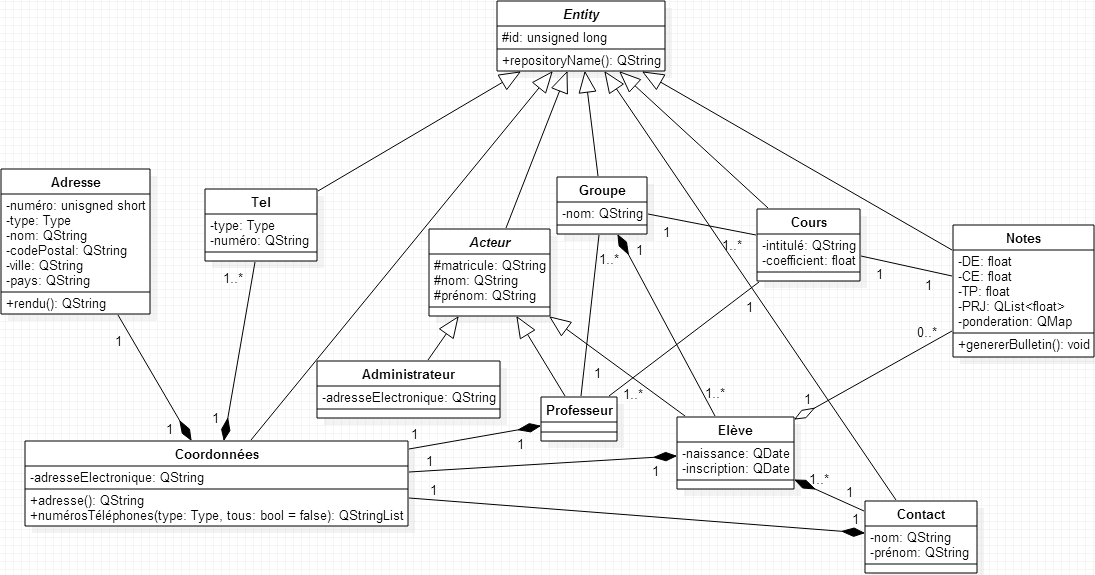 Entity
#id: unsigned long
+repositoryName(): QString
Adresse
-numéro: unisgned short
-type: Type
-nom: QString
-codePostal: QString
-ville: QString
-pays: QString
+rendu(): QString
Tel
-type: Type
-numéro: QString
Groupe
-nom: QString
Acteur
#matricule: QString
#nom: QString
#prénom: QString
Cours
-intitulé: QString
-coefficient: float
Notes
-DE: float
-CE: float
-TP: float
-PRJ: QList<float>
-ponderation: QMap
+genererBulletin(): void
1
1..*
1..*
1
1..*
1
1
1
0..*
1
Administrateur
-adresseElectronique: QString
1
1..*
1..*
1
Professeur
Elève
-naissance: QDate
-inscription: QDate
1
1
1
1
1
1
Coordonnées
-adresseElectronique: QString
+adresse(): QString
+numérosTéléphones(type: Type, tous: bool = false): QStringList
1..*
1
1
1
Contact
-nom: QString
-prénom: QString